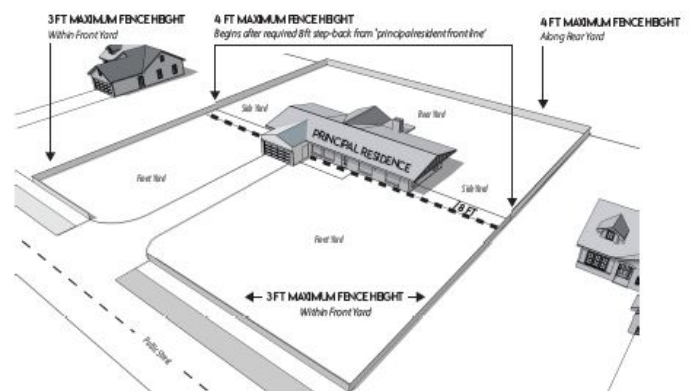 3 FT MAXIMUM FENCE HEIGHT
Within Front Yard
4 FT MAXIMUM FENCE HEIGHT
Begins after required 8ft step-back from 'principal resident front line'
4 FT MAXIMUM FENCE HEIGHT
Along Rear Yard
Side Yard
Rear Yard
PRINCIPAL RESIDENCE
Front Yard
Side Yard
8 FT
Front Yard
3 FT MAXIMUM FENCE HEIGHT
Within Front Yard
Public Street